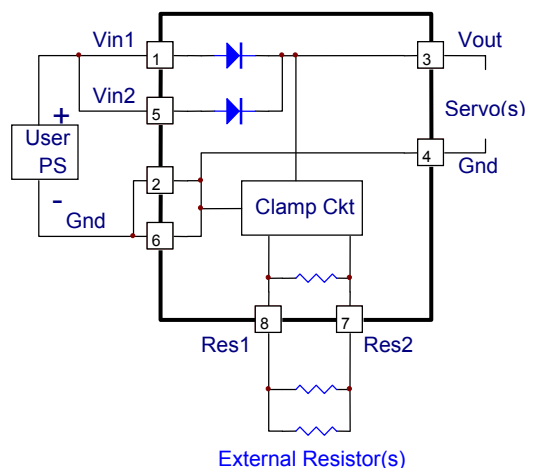 Vin1
1
3
Vout
Vin2
5
+
User
PS
-
Servo(s)
4
Gnd
2
Gnd
6
Clamp Ckt
8
7
Res1
Res2
External Resistor(s)